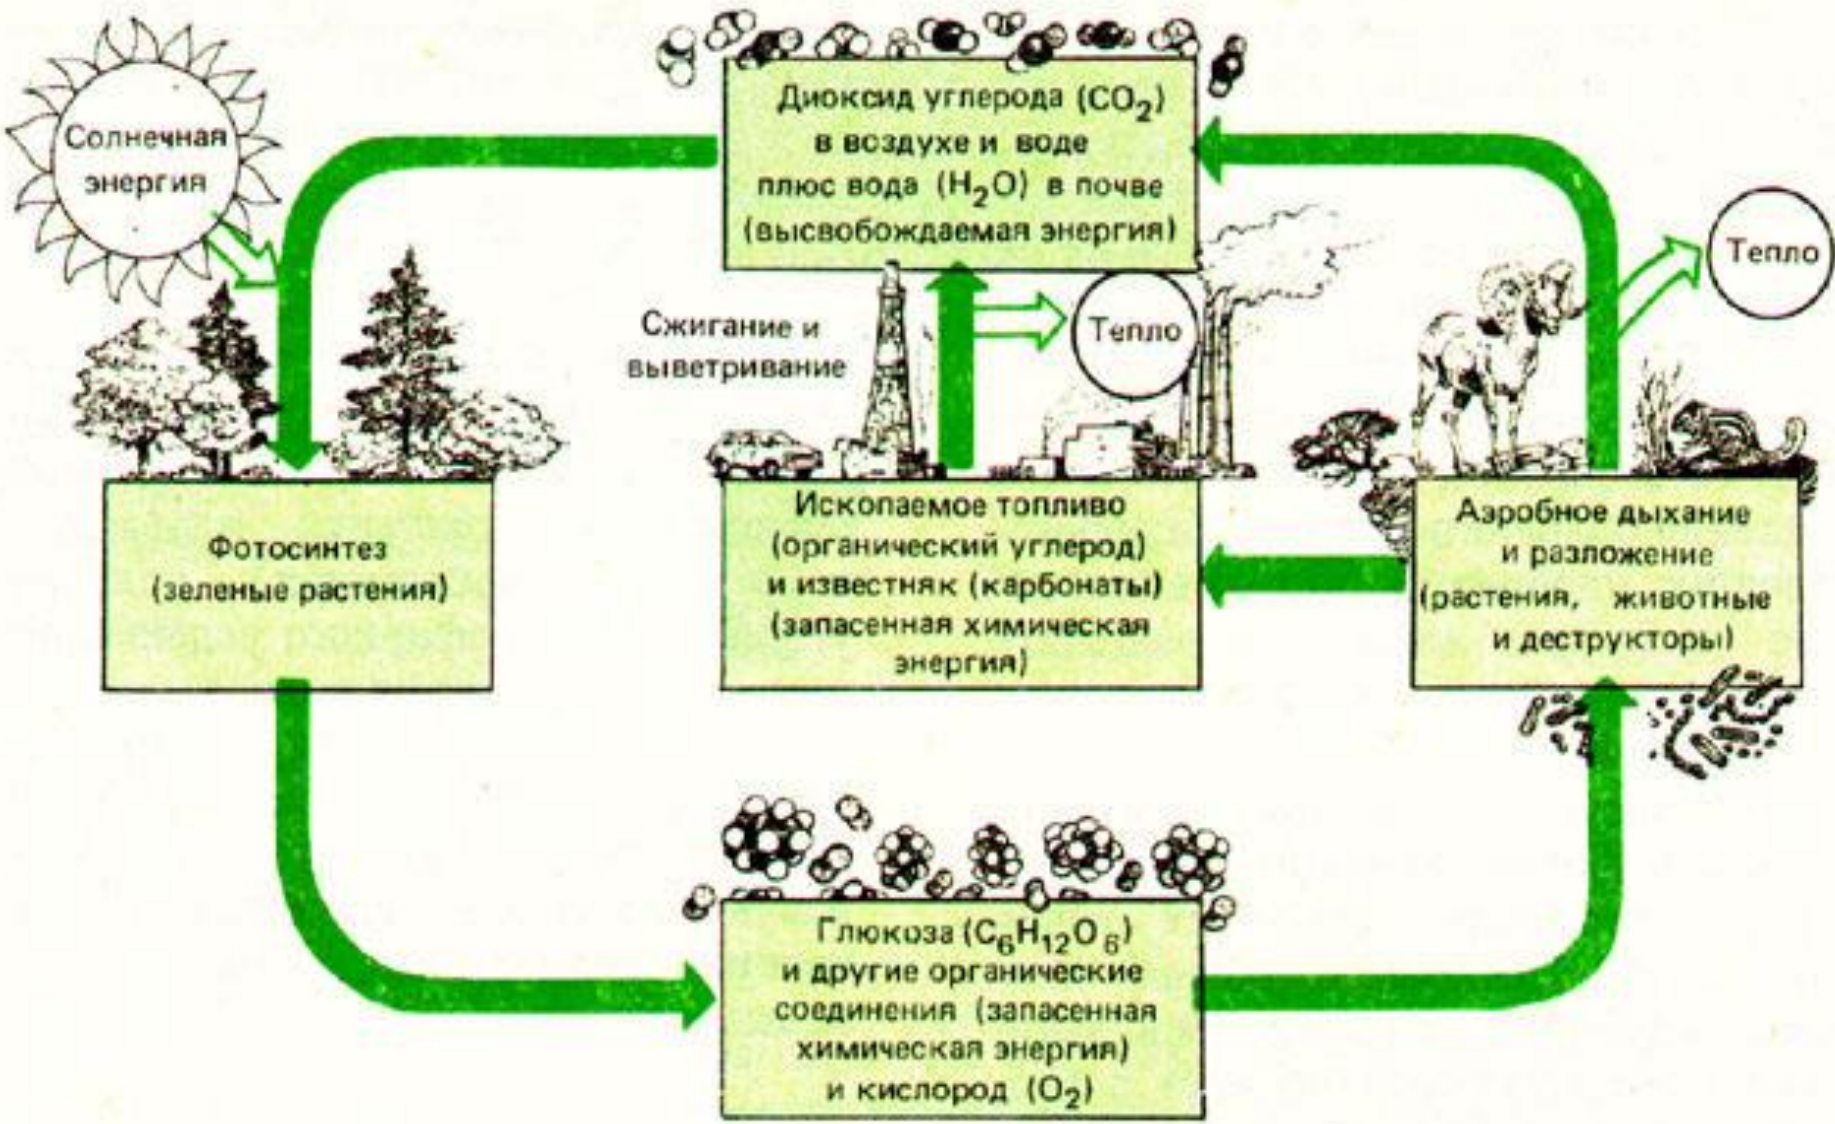 Солнечная
энергия
Диоксид углерода (CO₂)
в воздухе и воде
плюс вода (H₂O) в почве
(высвобождаемая энергия)
Тепло
Сжигание и
выветривание
Тепло
Фотосинтез
(зеленые растения)
Ископаемое топливо
(органический углерод)
и известняк (карбонаты)
(запасенная химическая
энергия)
Аэробное дыхание
и разложение
(растения, животные
и деструкторы)
Глюкоза (C₆H₁₂O₆)
и другие органические
соединения (запасенная
химическая энергия)
и кислород (O₂)